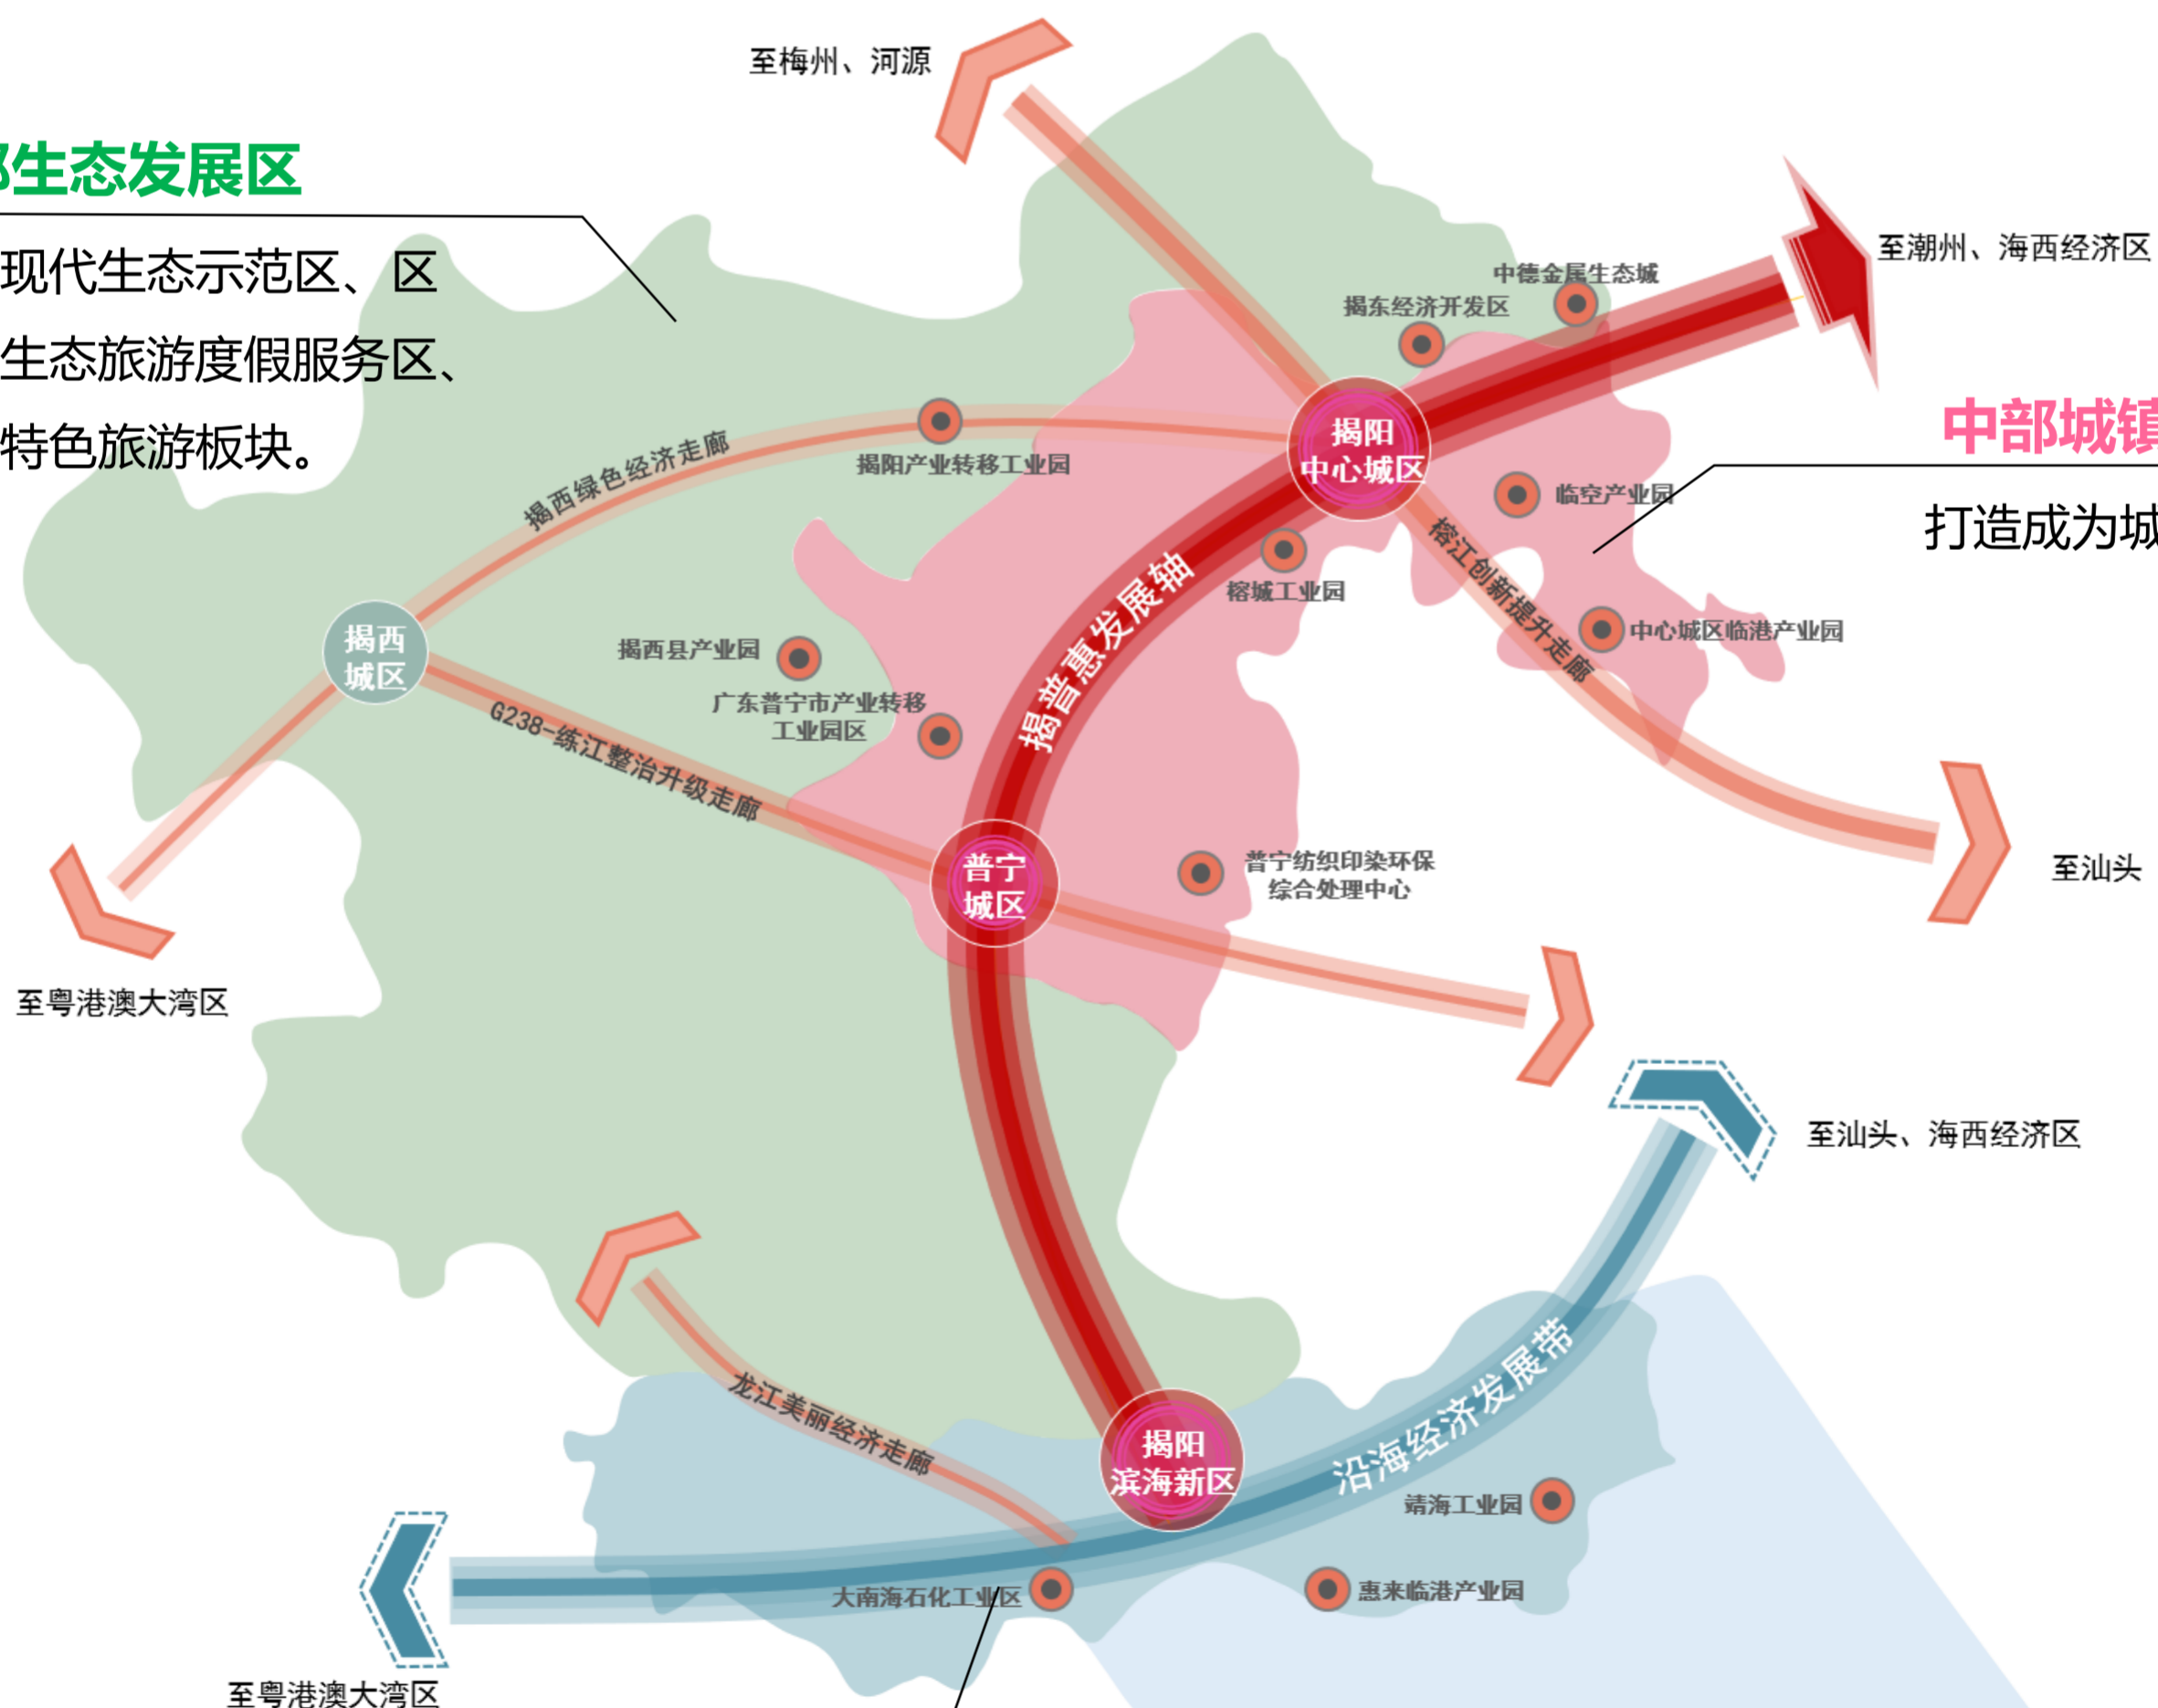 至梅州、河源
生态发展区
至潮州、海西经济区
现代生态示范区、区
中德金属生态城
揭东经济开发区
生态旅游度假服务区、
中部城镇
特色旅游板块。
揭阳
中心城区
揭西绿色经济走廊
揭阳产业转移工业园
临空产业园
打造成为城
榕江创新提升走廊
榕城工业园
揭普惠发展轴
中心城区临港产业园
揭西
城区
揭西县产业园
广东普宁市产业转移
工业园区
G238-练江整治升级走廊
普宁
城区
普宁纺织印染环保
综合处理中心
至汕头
至粤港澳大湾区
至汕头、海西经济区
龙江美丽经济走廊
沿海经济发展带
揭阳
滨海新区
靖海工业园
大南海石化工业区
惠来临港产业园
至粤港澳大湾区